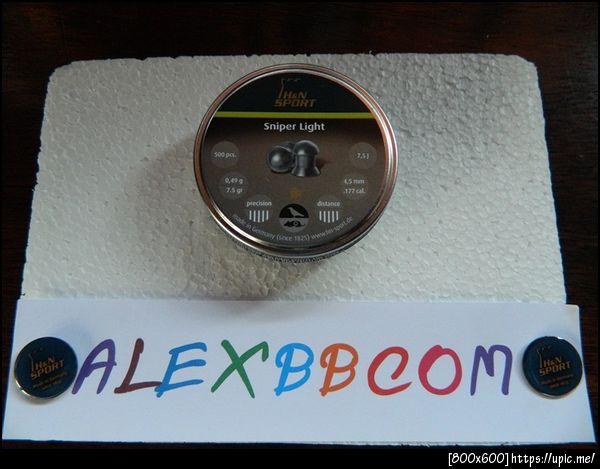 H&N
SPORT
Sniper Light
500 pcs.
7,5 J
0,49 g
7.5 gr
4,5 mm
.177 cal.
precision
distance
made in Germany (since 1825) www.hn-sport.de
H&N
SPORT
ALEXBBCOM
H&N
SPORT
[800x600]https://upic.me/